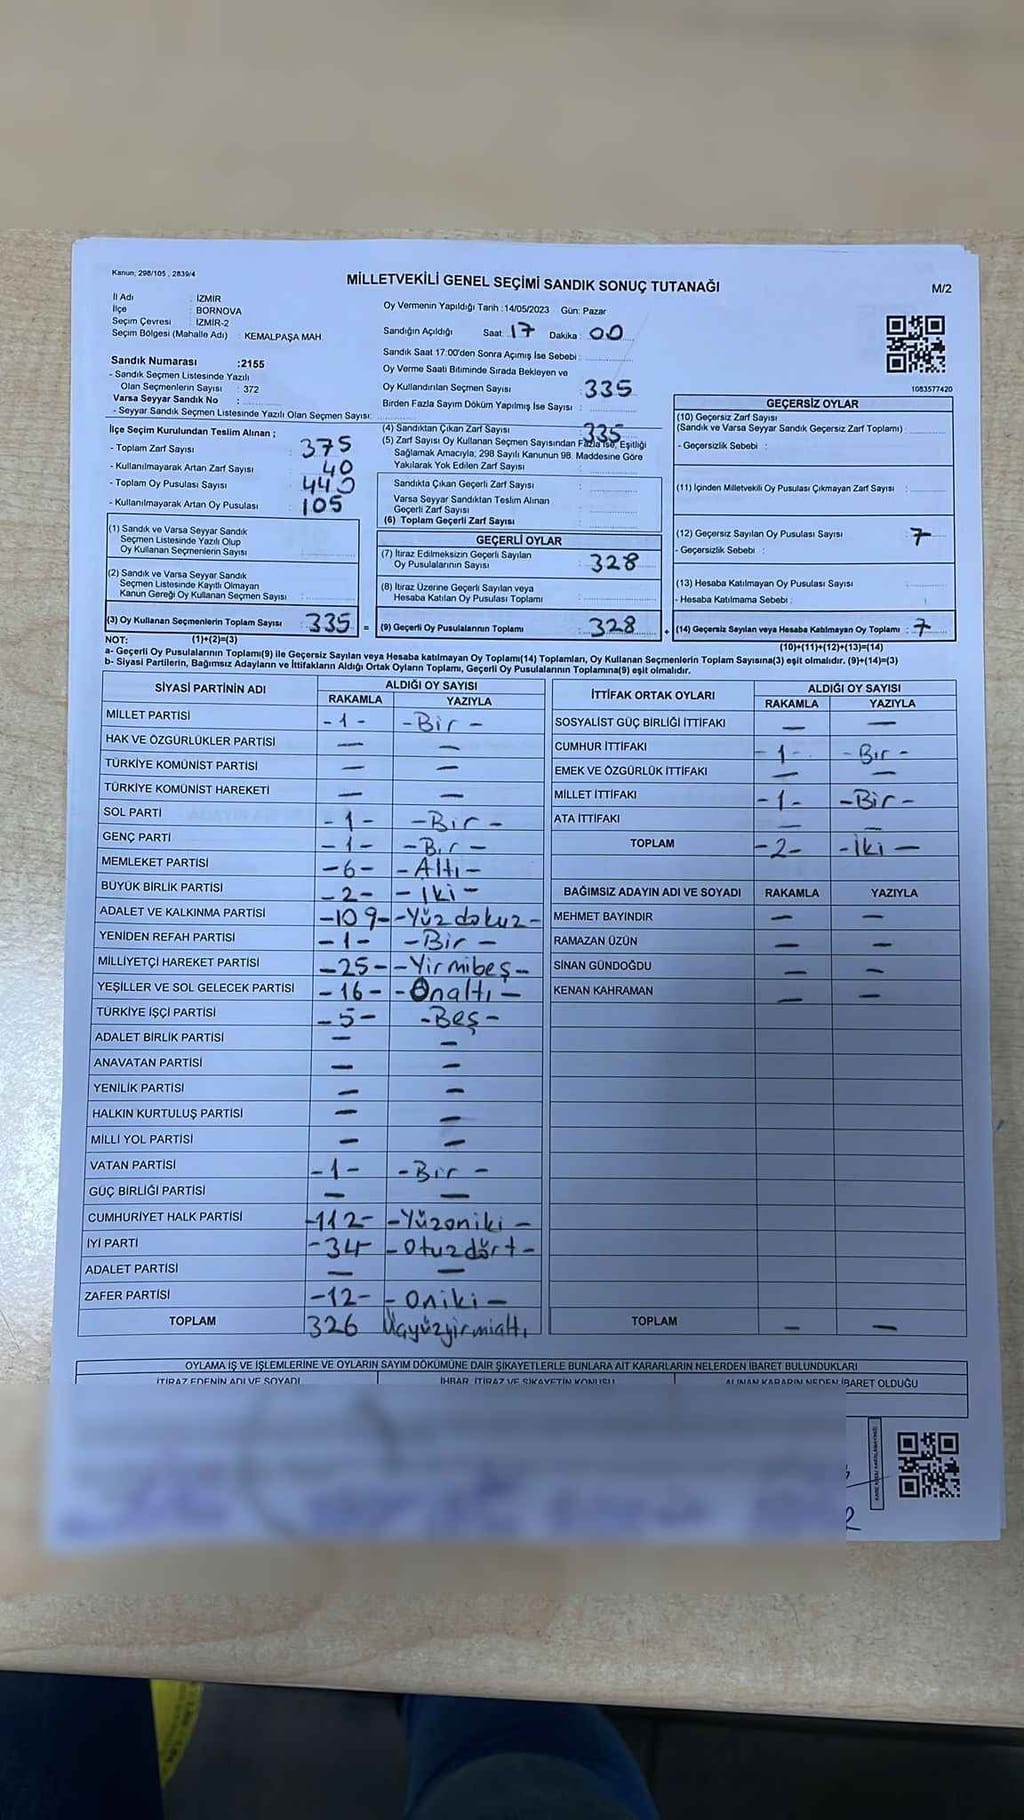 Kanun; 298/105 , 2839/4
MİLLETVEKİLİ GENEL SEÇİMİ SANDIK SONUÇ TUTANAĞI
M/2
İl Adı : İZMİR
İlçe : BORNOVA
Seçim Çevresi : İZMİR-2
Seçim Bölgesi (Mahalle Adı) KEMALPAŞA MAH.
Sandık Numarası :2155
- Sandık Seçmen Listesinde Yazılı
Olan Seçmenlerin Sayısı : 372
Varsa Seyyar Sandık No :
- Seyyar Sandık Seçmen Listesinde Yazılı Olan Seçmen Sayısı:
Oy Vermenin Yapıldığı Tarih :14/05/2023 Gün: Pazar
Sandığın Açıldığı Saat: 17 Dakika: 00
Sandık Saat 17:00'den Sonra Açımış İse Sebebi :
Oy Verme Saati Bitiminde Sırada Bekleyen ve
Oy Kullandırılan Seçmen Sayısı : 335
Birden Fazla Sayım Döküm Yapılmış İse Sayısı :
1083577420
İlçe Seçim Kurulundan Teslim Alınan ;
- Toplam Zarf Sayısı : 375
- Kullanılmayarak Artan Zarf Sayısı : 40
- Toplam Oy Pusulası Sayısı : 440
- Kullanılmayarak Artan Oy Pusulası : 105
(1) Sandık ve Varsa Seyyar Sandık
Seçmen Listesinde Yazılı Olup
Oy Kullanan Seçmenlerin Sayısı :
(2) Sandık ve Varsa Seyyar Sandık
Seçmen Listesinde Kayıtlı Olmayan
Kanun Gereği Oy Kullanan Seçmen Sayısı :
(3) Oy Kullanan Seçmenlerin Toplam Sayısı : 335 =
(4) Sandıktan Çıkan Zarf Sayısı : 335
(5) Zarf Sayısı Oy Kullanan Seçmen Sayısından Fazla İse, Eşitliği
Sağlamak Amacıyla; 298 Sayılı Kanunun 98. Maddesine Göre
Yakılarak Yok Edilen Zarf Sayısı :
Sandıkta Çıkan Geçerli Zarf Sayısı :
Varsa Seyyar Sandıktan Teslim Alınan
Geçerli Zarf Sayısı :
(6) Toplam Geçerli Zarf Sayısı :
GEÇERLİ OYLAR
(7) İtiraz Edilmeksizin Geçerli Sayılan
Oy Pusulalarının Sayısı : 328
(8) İtiraz Üzerine Geçerli Sayılan veya
Hesaba Katılan Oy Pusulası Toplamı :
(9) Geçerli Oy Pusulalarının Toplamı : 328 +
GEÇERSİZ OYLAR
(10) Geçersiz Zarf Sayısı
(Sandık ve Varsa Seyyar Sandık Geçersiz Zarf Toplamı) :
- Geçersizlik Sebebi :
(11) İçinden Milletvekili Oy Pusulası Çıkmayan Zarf Sayısı :
(12) Geçersiz Sayılan Oy Pusulası Sayısı : 7
- Geçersizlik Sebebi :
(13) Hesaba Katılmayan Oy Pusulası Sayısı :
- Hesaba Katılmama Sebebi :
(14) Geçersiz Sayılan veya Hesaba Katılmayan Oy Toplamı : 7
NOT: (1)+(2)=(3) (10)+(11)+(12)+(13)=(14)
a- Geçerli Oy Pusulalarının Toplamı(9) ile Geçersiz Sayılan veya Hesaba katılmayan Oy Toplamı(14) Toplamları, Oy Kullanan Seçmenlerin Toplam Sayısına(3) eşit olmalıdır. (9)+(14)=(3)
b- Siyasi Partilerin, Bağımsız Adayların ve İttifakların Aldığı Ortak Oyların Toplamı, Geçerli Oy Pusulalarının Toplamına(9) eşit olmalıdır.
SİYASİ PARTİNİN ADI ALDIĞI OY SAYISI
RAKAMLA YAZIYLA
MİLLET PARTİSİ -1- -Bir-
HAK VE ÖZGÜRLÜKLER PARTİSİ — —
TÜRKİYE KOMÜNİST PARTİSİ — —
TÜRKİYE KOMÜNİST HAREKETİ — —
SOL PARTİ -1- -Bir-
GENÇ PARTİ -1- -Bir-
MEMLEKET PARTİSİ -6- -Altı-
BÜYÜK BİRLİK PARTİSİ -2- -İki-
ADALET VE KALKINMA PARTİSİ -109- -Yüzdokuz-
YENİDEN REFAH PARTİSİ -1- -Bir-
MİLLİYETÇİ HAREKET PARTİSİ -25- -Yirmibeş-
YEŞİLLER VE SOL GELECEK PARTİSİ -16- -Onaltı-
TÜRKİYE İŞÇİ PARTİSİ -5- -Beş-
ADALET BİRLİK PARTİSİ — —
ANAVATAN PARTİSİ — —
YENİLİK PARTİSİ — —
HALKIN KURTULUŞ PARTİSİ — —
MİLLİ YOL PARTİSİ — —
VATAN PARTİSİ -1- -Bir-
GÜÇ BİRLİĞİ PARTİSİ — —
CUMHURİYET HALK PARTİSİ -112- -Yüzoniki-
İYİ PARTİ -34- -Otuzdört-
ADALET PARTİSİ — —
ZAFER PARTİSİ -12- -Oniki-
TOPLAM 326 Üçyüzyirmialtı
İTTİFAK ORTAK OYLARI ALDIĞI OY SAYISI
RAKAMLA YAZIYLA
SOSYALİST GÜÇ BİRLİĞİ İTTİFAKI — —
CUMHUR İTTİFAKI -1- -Bir-
EMEK VE ÖZGÜRLÜK İTTİFAKI — —
MİLLET İTTİFAKI -1- -Bir-
ATA İTTİFAKI — —
TOPLAM -2- -İki-
BAĞIMSIZ ADAYIN ADI VE SOYADI RAKAMLA YAZIYLA
MEHMET BAYINDIR — —
RAMAZAN ÜZÜN — —
SİNAN GÜNDOĞDU — —
KENAN KAHRAMAN — —
TOPLAM — —
OYLAMA İŞ VE İŞLEMLERİNE VE OYLARIN SAYIM DÖKÜMÜNE DAİR ŞİKAYETLERLE BUNLARA AİT KARARLARIN NELERDEN İBARET BULUNDUKLARI
İTİRAZ EDENİN ADI VE SOYADI İHBAR, İTİRAZ VE ŞİKAYETİN KONUSU ALINAN KARARIN NEDEN İBARET OLDUĞU